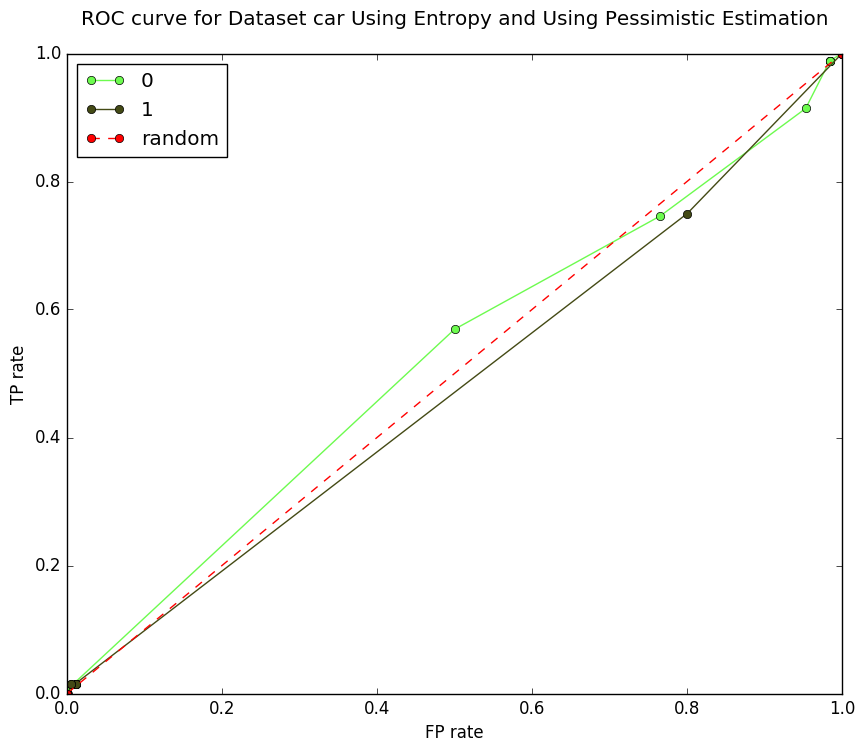 ROC curve for Dataset car Using Entropy and Using Pessimistic Estimation
1.0
0
1
random
0.8
0.6
TP rate
0.4
0.2
0.0
0.0 0.2 0.4 0.6 0.8 1.0
FP rate